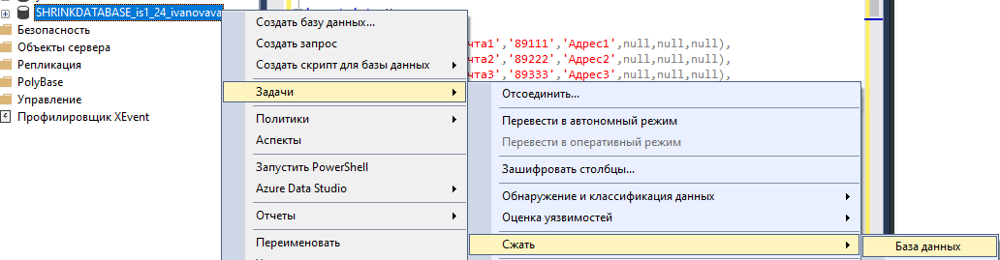 SHRINKDATABASE_is1_24_ivanovava
Безопасность
Объекты сервера
Репликация
PolyBase
Управление
Профилировщик XEvent
Создать базу данных...
Создать запрос
Создать скрипт для базы данных
Задачи
Политики
Аспекты
Запустить PowerShell
Azure Data Studio
Отчеты
Переименовать
чта1','89111','Адрес1',null,null,null),
чта2','89222','Адрес2',null,null,null),
чта3','89333','Адрес3',null,null,null),
Отсоединить...
Перевести в автономный режим
Перевести в оперативный режим
Зашифровать столбцы...
Обнаружение и классификация данных
Оценка уязвимостей
Сжать
База данных